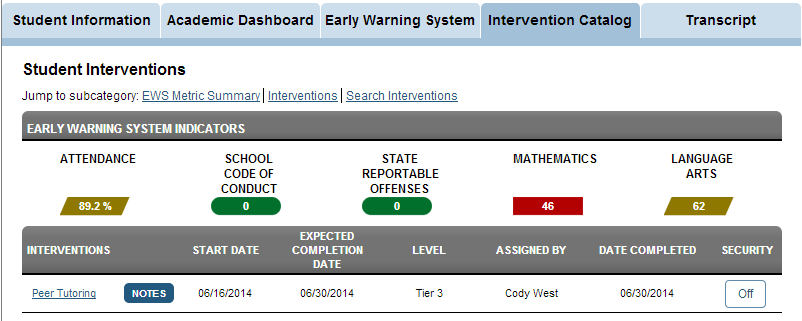 Student Information Academic Dashboard Early Warning System Intervention Catalog Transcript
Student Interventions
Jump to subcategory: EWS Metric Summary | Interventions | Search Interventions
EARLY WARNING SYSTEM INDICATORS
ATTENDANCE
SCHOOL
CODE OF
CONDUCT
STATE
REPORTABLE
OFFENSES
MATHEMATICS
LANGUAGE
ARTS
89.2 % 0 0 46 62
INTERVENTIONS
START DATE
EXPECTED
COMPLETION
DATE
LEVEL
ASSIGNED BY
DATE COMPLETED
SECURITY
Peer Tutoring NOTES 06/16/2014 06/30/2014 Tier 3 Cody West 06/30/2014 Off